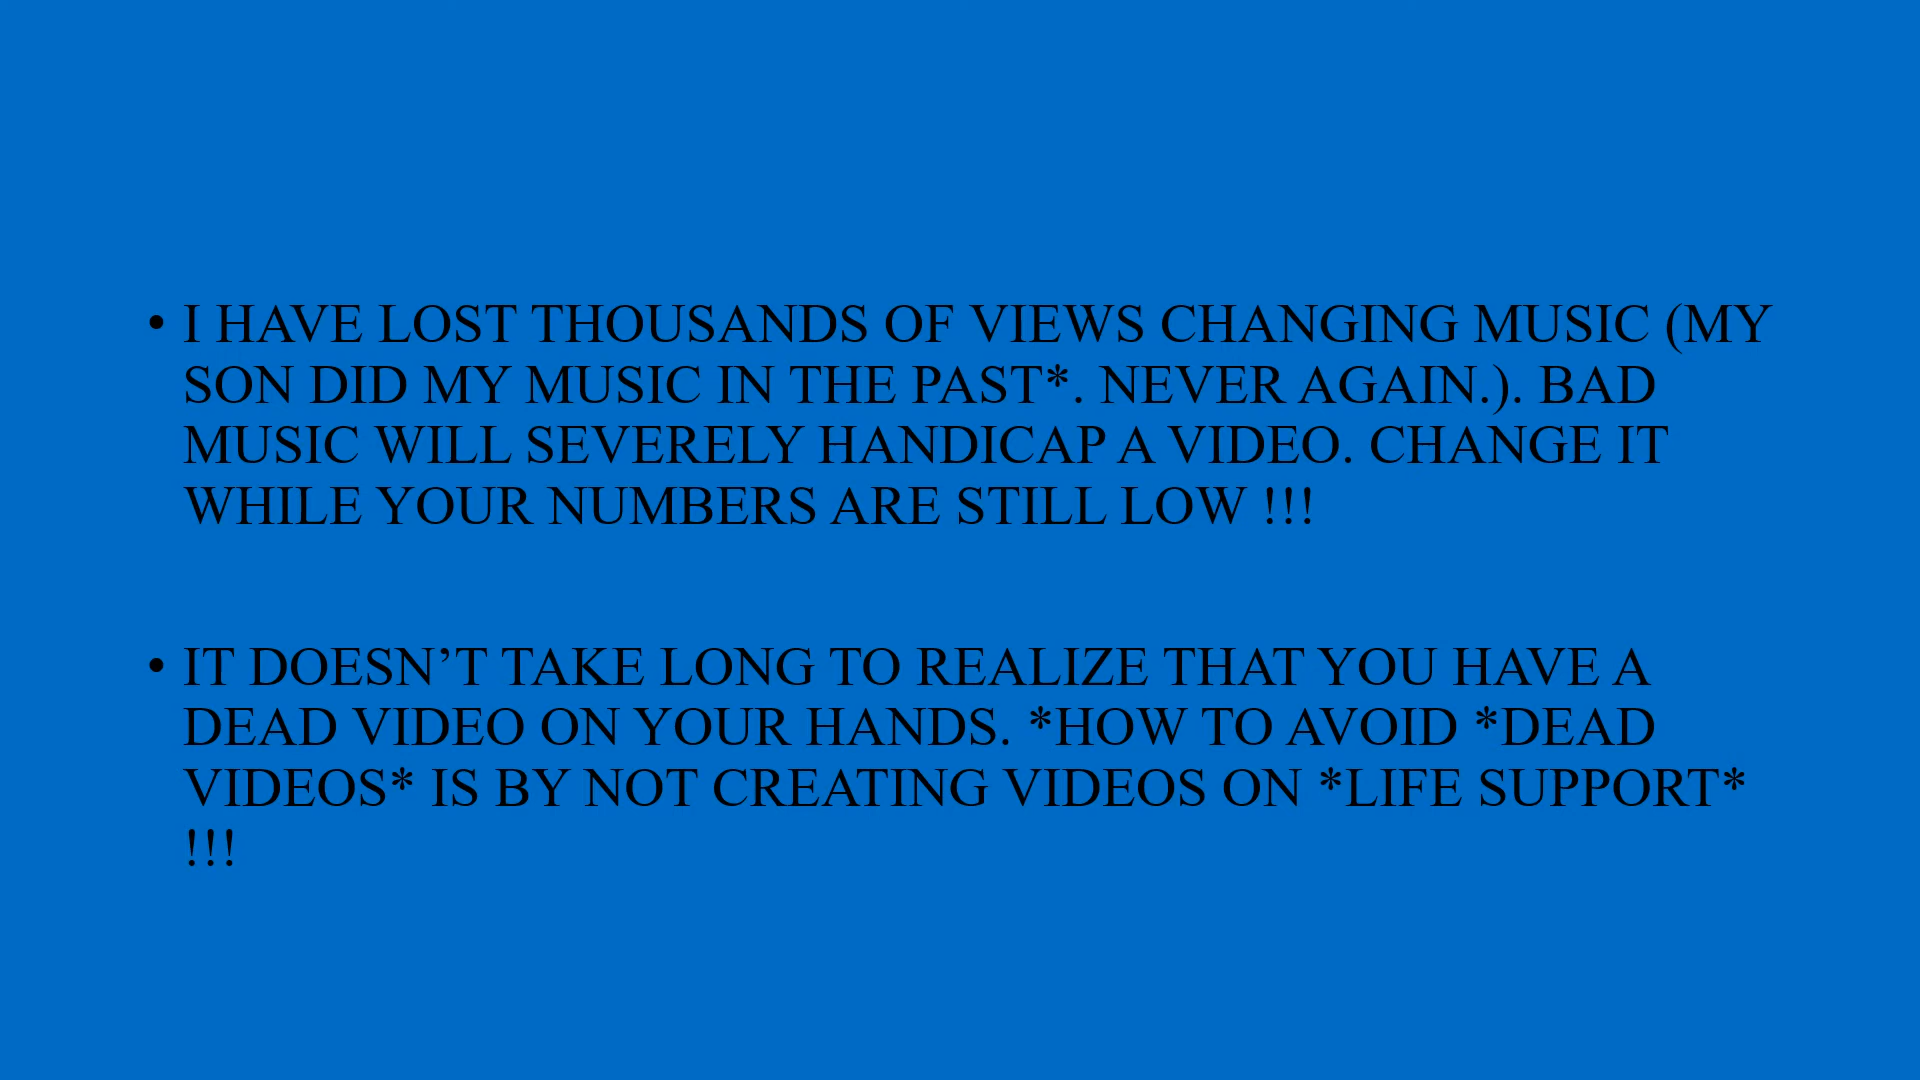 • I HAVE LOST THOUSANDS OF VIEWS CHANGING MUSIC (MY
SON DID MY MUSIC IN THE PAST*. NEVER AGAIN.). BAD
MUSIC WILL SEVERELY HANDICAP A VIDEO. CHANGE IT
WHILE YOUR NUMBERS ARE STILL LOW !!!
• IT DOESN’T TAKE LONG TO REALIZE THAT YOU HAVE A
DEAD VIDEO ON YOUR HANDS. *HOW TO AVOID *DEAD
VIDEOS* IS BY NOT CREATING VIDEOS ON *LIFE SUPPORT*
!!!